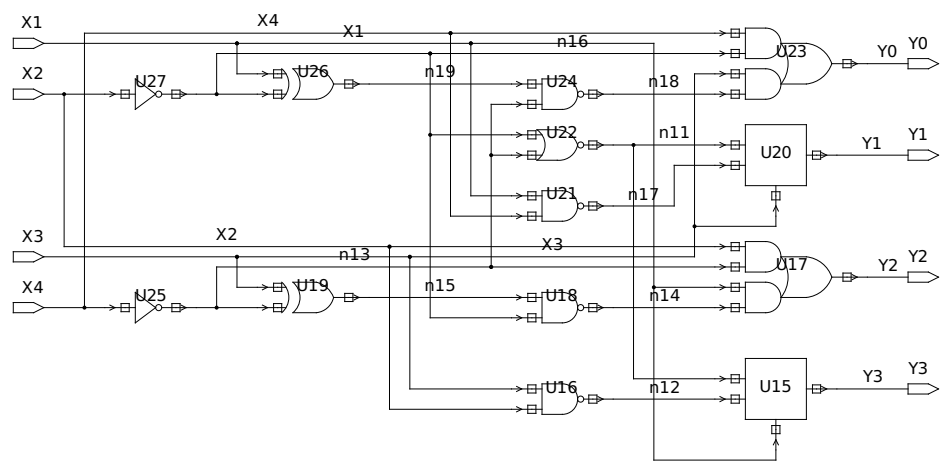 X1
X4
X1
n16
U23
Y0
Y0
X2
U27
U26
n19
U24
n18
U22
n11
U20
Y1
Y1
U21
n17
X3
X2
n13
X3
U17
Y2
Y2
X4
U25
U19
n15
U18
n14
U16
n12
U15
Y3
Y3